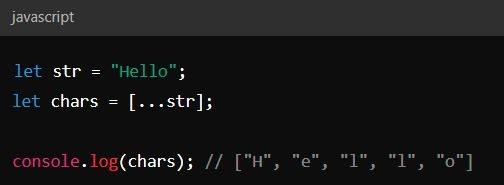 javascript
let str = "Hello";
let chars = [...str];
console.log(chars); // ["H", "e", "l", "l", "o"]